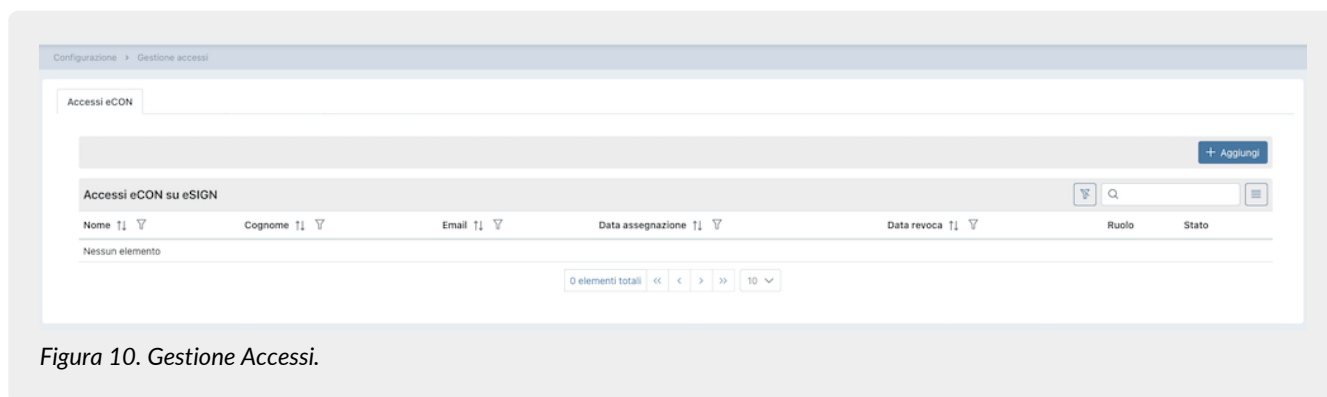 Configurazione > Gestione accessi
Accessi eCON
+ Aggiungi
Accessi eCON su eSIGN
Nome Cognome Email Data assegnazione Data revoca Ruolo Stato
Nessun elemento
0 elementi totali << < > >> 10
Figura 10. Gestione Accessi.